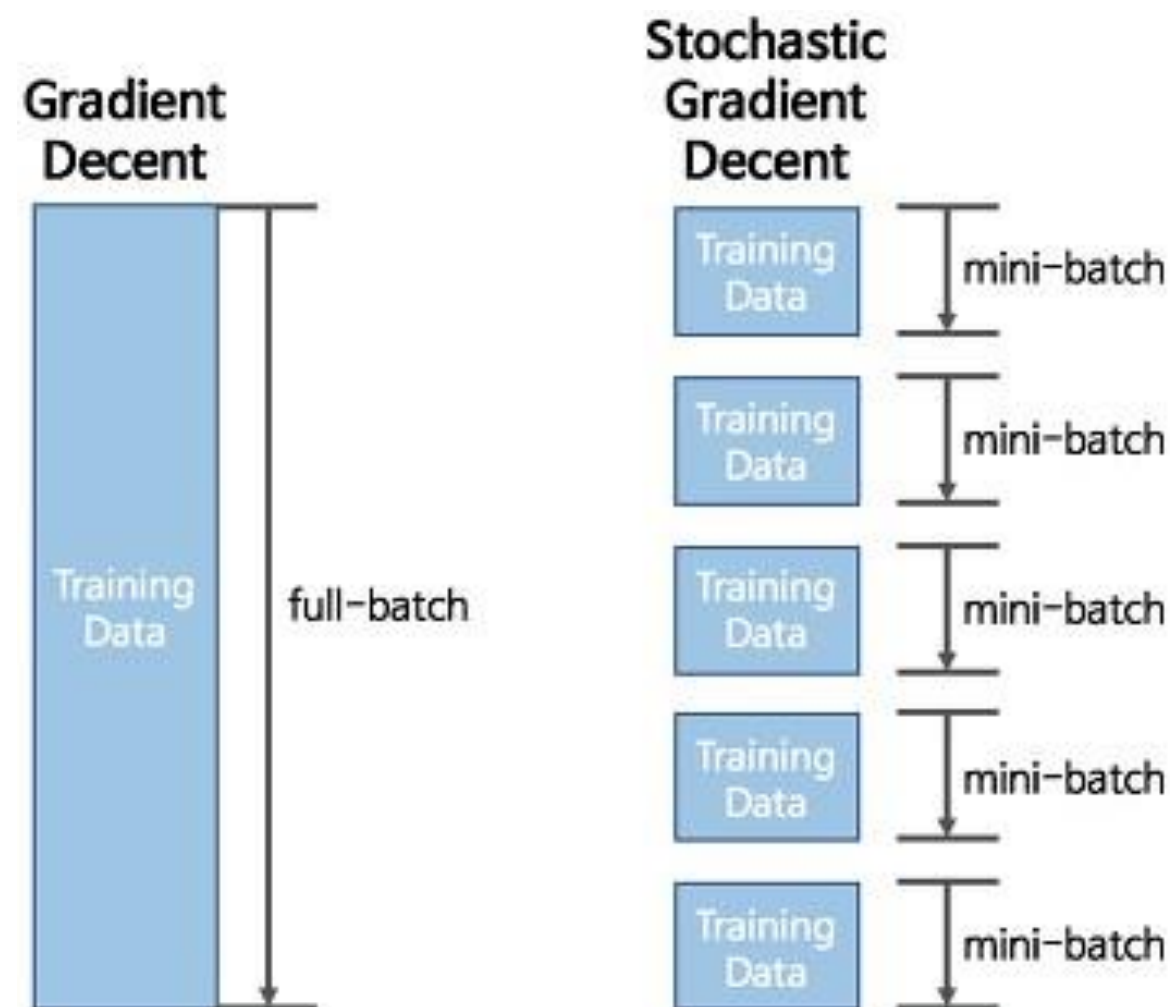 Gradient
Decent
Training
Data
full-batch
Stochastic
Gradient
Decent
Training
Data
mini-batch
Training
Data
mini-batch
Training
Data
mini-batch
Training
Data
mini-batch
Training
Data
mini-batch